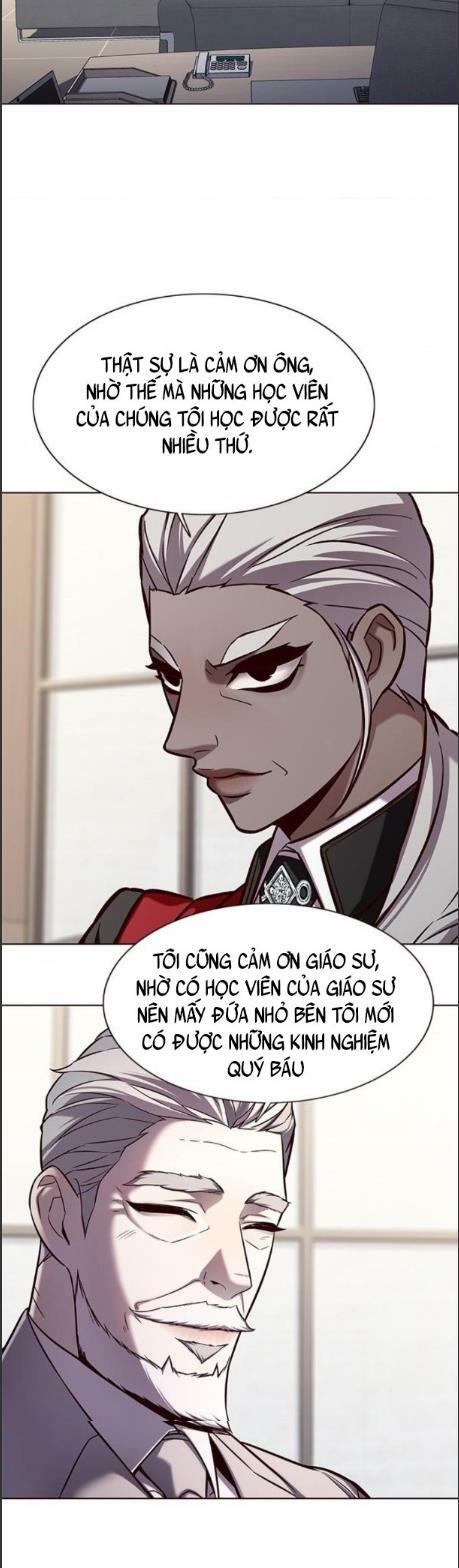 THẬT SỰ LÀ CẢM ƠN ÔNG,
NHỜ THẾ MÀ NHỮNG HỌC VIÊN
CỦA CHÚNG TÔI HỌC ĐƯỢC RẤT
NHIỀU THỨ.
TÔI CŨNG CẢM ƠN GIÁO SƯ,
NHỜ CÓ HỌC VIÊN CỦA GIÁO SƯ
NÊN MẤY ĐỨA NHỎ BÊN TÔI MỚI
CÓ ĐƯỢC NHỮNG KINH NGHIỆM
QUÝ BÁU